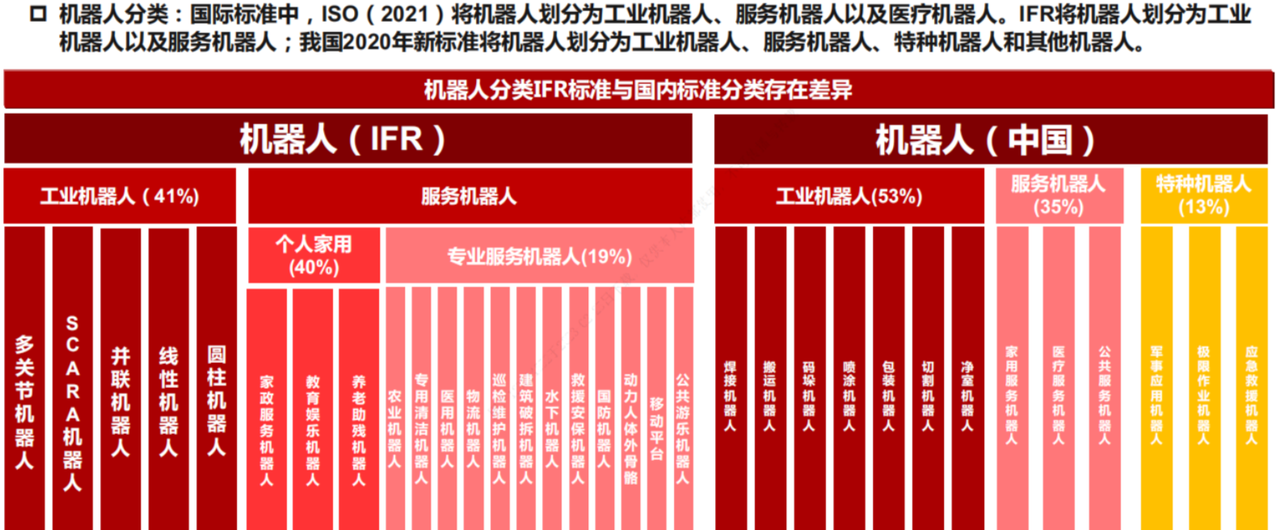 机器人分类：国际标准中，ISO（2021）将机器人划分为工业机器人、服务机器人以及医疗机器人。IFR将机器人划分为工业
机器人以及服务机器人；我国2020年新标准将机器人划分为工业机器人、服务机器人、特种机器人和其他机器人。
机器人分类IFR标准与国内标准分类存在差异
机器人（IFR）
工业机器人（41%)
服务机器人
个人家用
(40%)
专业服务机器人(19%)
多关节机器人
SCARA机器人
并联机器人
线性机器人
圆柱机器人
家政服务机器人
教育娱乐机器人
养老助残机器人
农业机器人
专用清洁机器人
医用机器人
物流机器人
巡检维护机器人
建筑破拆机器人
水下机器人
救援安保机器人
国防机器人
动力人体外骨骼
移动平台
公共游乐机器人
机器人（中国）
工业机器人(53%)
服务机器人
(35%)
特种机器人
(13%)
焊接机器人
搬运机器人
码垛机器人
喷涂机器人
包装机器人
切割机器人
净室机器人
家用服务机器人
医疗服务机器人
公共服务机器人
军事应用机器人
极限作业机器人
应急救援机器人